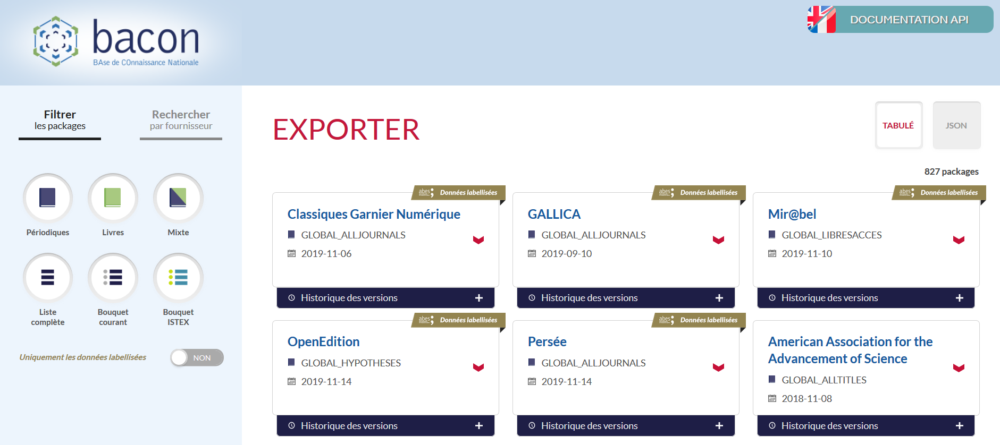 bacon
BAse de COnnaissance Nationale
DOCUMENTATION API
Filtrer
les packages
Rechercher
par fournisseur
Périodiques
Livres
Mixte
Liste
complète
Bouquet
courant
Bouquet
ISTEX
Uniquement les données labellisées
NON
EXPORTER
TABULÉ
JSON
827 packages
abes Données labellisées
Classiques Garnier Numérique
GLOBAL_ALLJOURNALS
2019-11-06
Historique des versions
abes Données labellisées
GALLICA
GLOBAL_ALLJOURNALS
2019-09-10
Historique des versions
abes Données labellisées
Mir@bel
GLOBAL_LIBRESACCES
2019-11-10
Historique des versions
abes Données labellisées
OpenEdition
GLOBAL_HYPOTHESES
2019-11-14
Historique des versions
abes Données labellisées
Persée
GLOBAL_ALLJOURNALS
2019-11-14
Historique des versions
American Association for the
Advancement of Science
GLOBAL_ALLTITLES
2018-11-08
Historique des versions